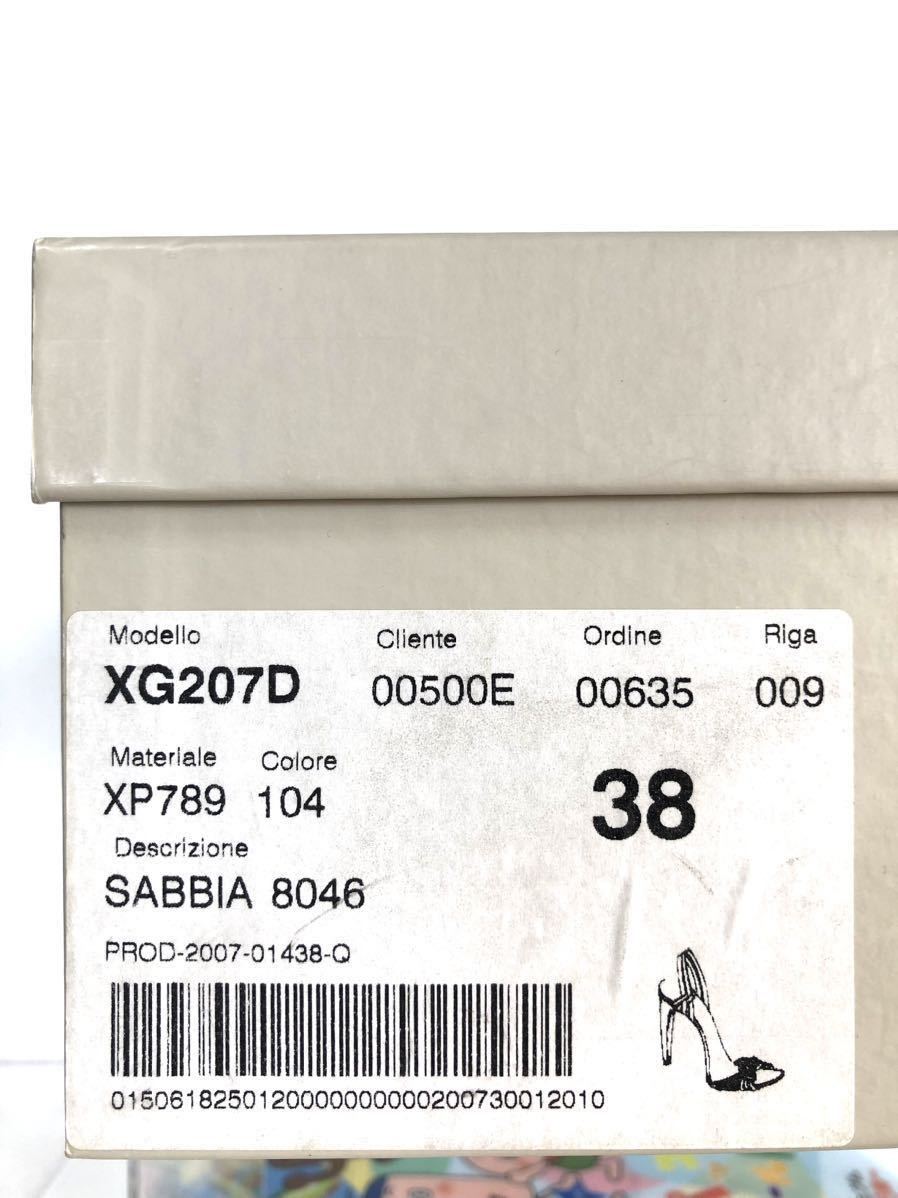 Modello Cliente Ordine Riga
XG207D 00500E 00635 009
Materiale Colore
XP789 104 38
Descrizione
SABBIA 8046
PROD-2007-01438-Q
01506182501200000000000200730012010